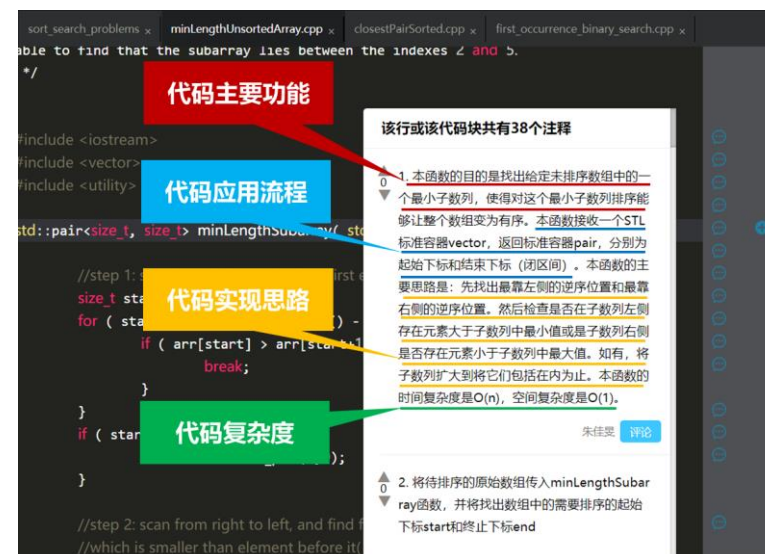 sort_search_problems ×
minLengthUnsortedArray.cpp ×
closestPairSorted.cpp ×
first_occurrence_binary_search.cpp ×
able to find that the subarray lies between the indexes 2 and 5.
*/
代码主要功能
#include <iostream>
#include <vector>
#include <utility>
代码应用流程
std::pair<size_t, size_t> minLengthSubarray( std
//step 1: s
irst e
size_t sta
代码实现思路
for ( sta
() -
if ( arr[start] > arr[start+1
break;
}
}
代码复杂度
if ( star
);
}
//step 2: scan from right to left, and find f
//which is smaller than element before it(
该行或该代码块共有38个注释
0
1. 本函数的目的是找出给定未排序数组中的一
个最小子数列，使得对这个最小子数列排序能
够让整个数组变为有序。本函数接收一个STL
标准容器vector，返回标准容器pair，分别为
起始下标和结束下标（闭区间）。本函数的主
要思路是：先找出最靠左侧的逆序位置和最靠
右侧的逆序位置。然后检查是否在子数列左侧
存在元素大于子数列中最小值或是子数列右侧
是否存在元素小于子数列中最大值。如有，将
子数列扩大到将它们包括在内为止。本函数的
时间复杂度是O(n)，空间复杂度是O(1)。
朱佳旻 评论
0
2. 将待排序的原始数组传入minLengthSubar
ray函数，并将找出数组中的需要排序的起始
下标start和终止下标end